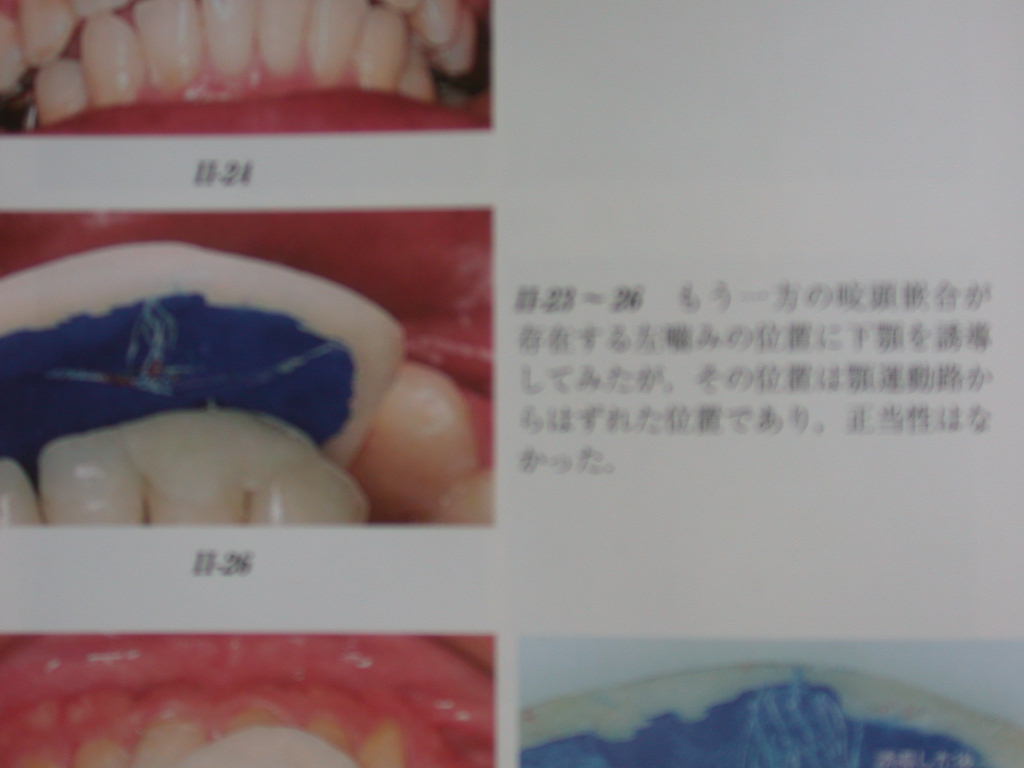 II-24
II-23～26 もう一方の咬頭嵌合が
存在する左噛みの位置に下顎を誘導
してみたが，その位置は顎運動路か
らはずれた位置であり，正当性はな
かった。
II-26